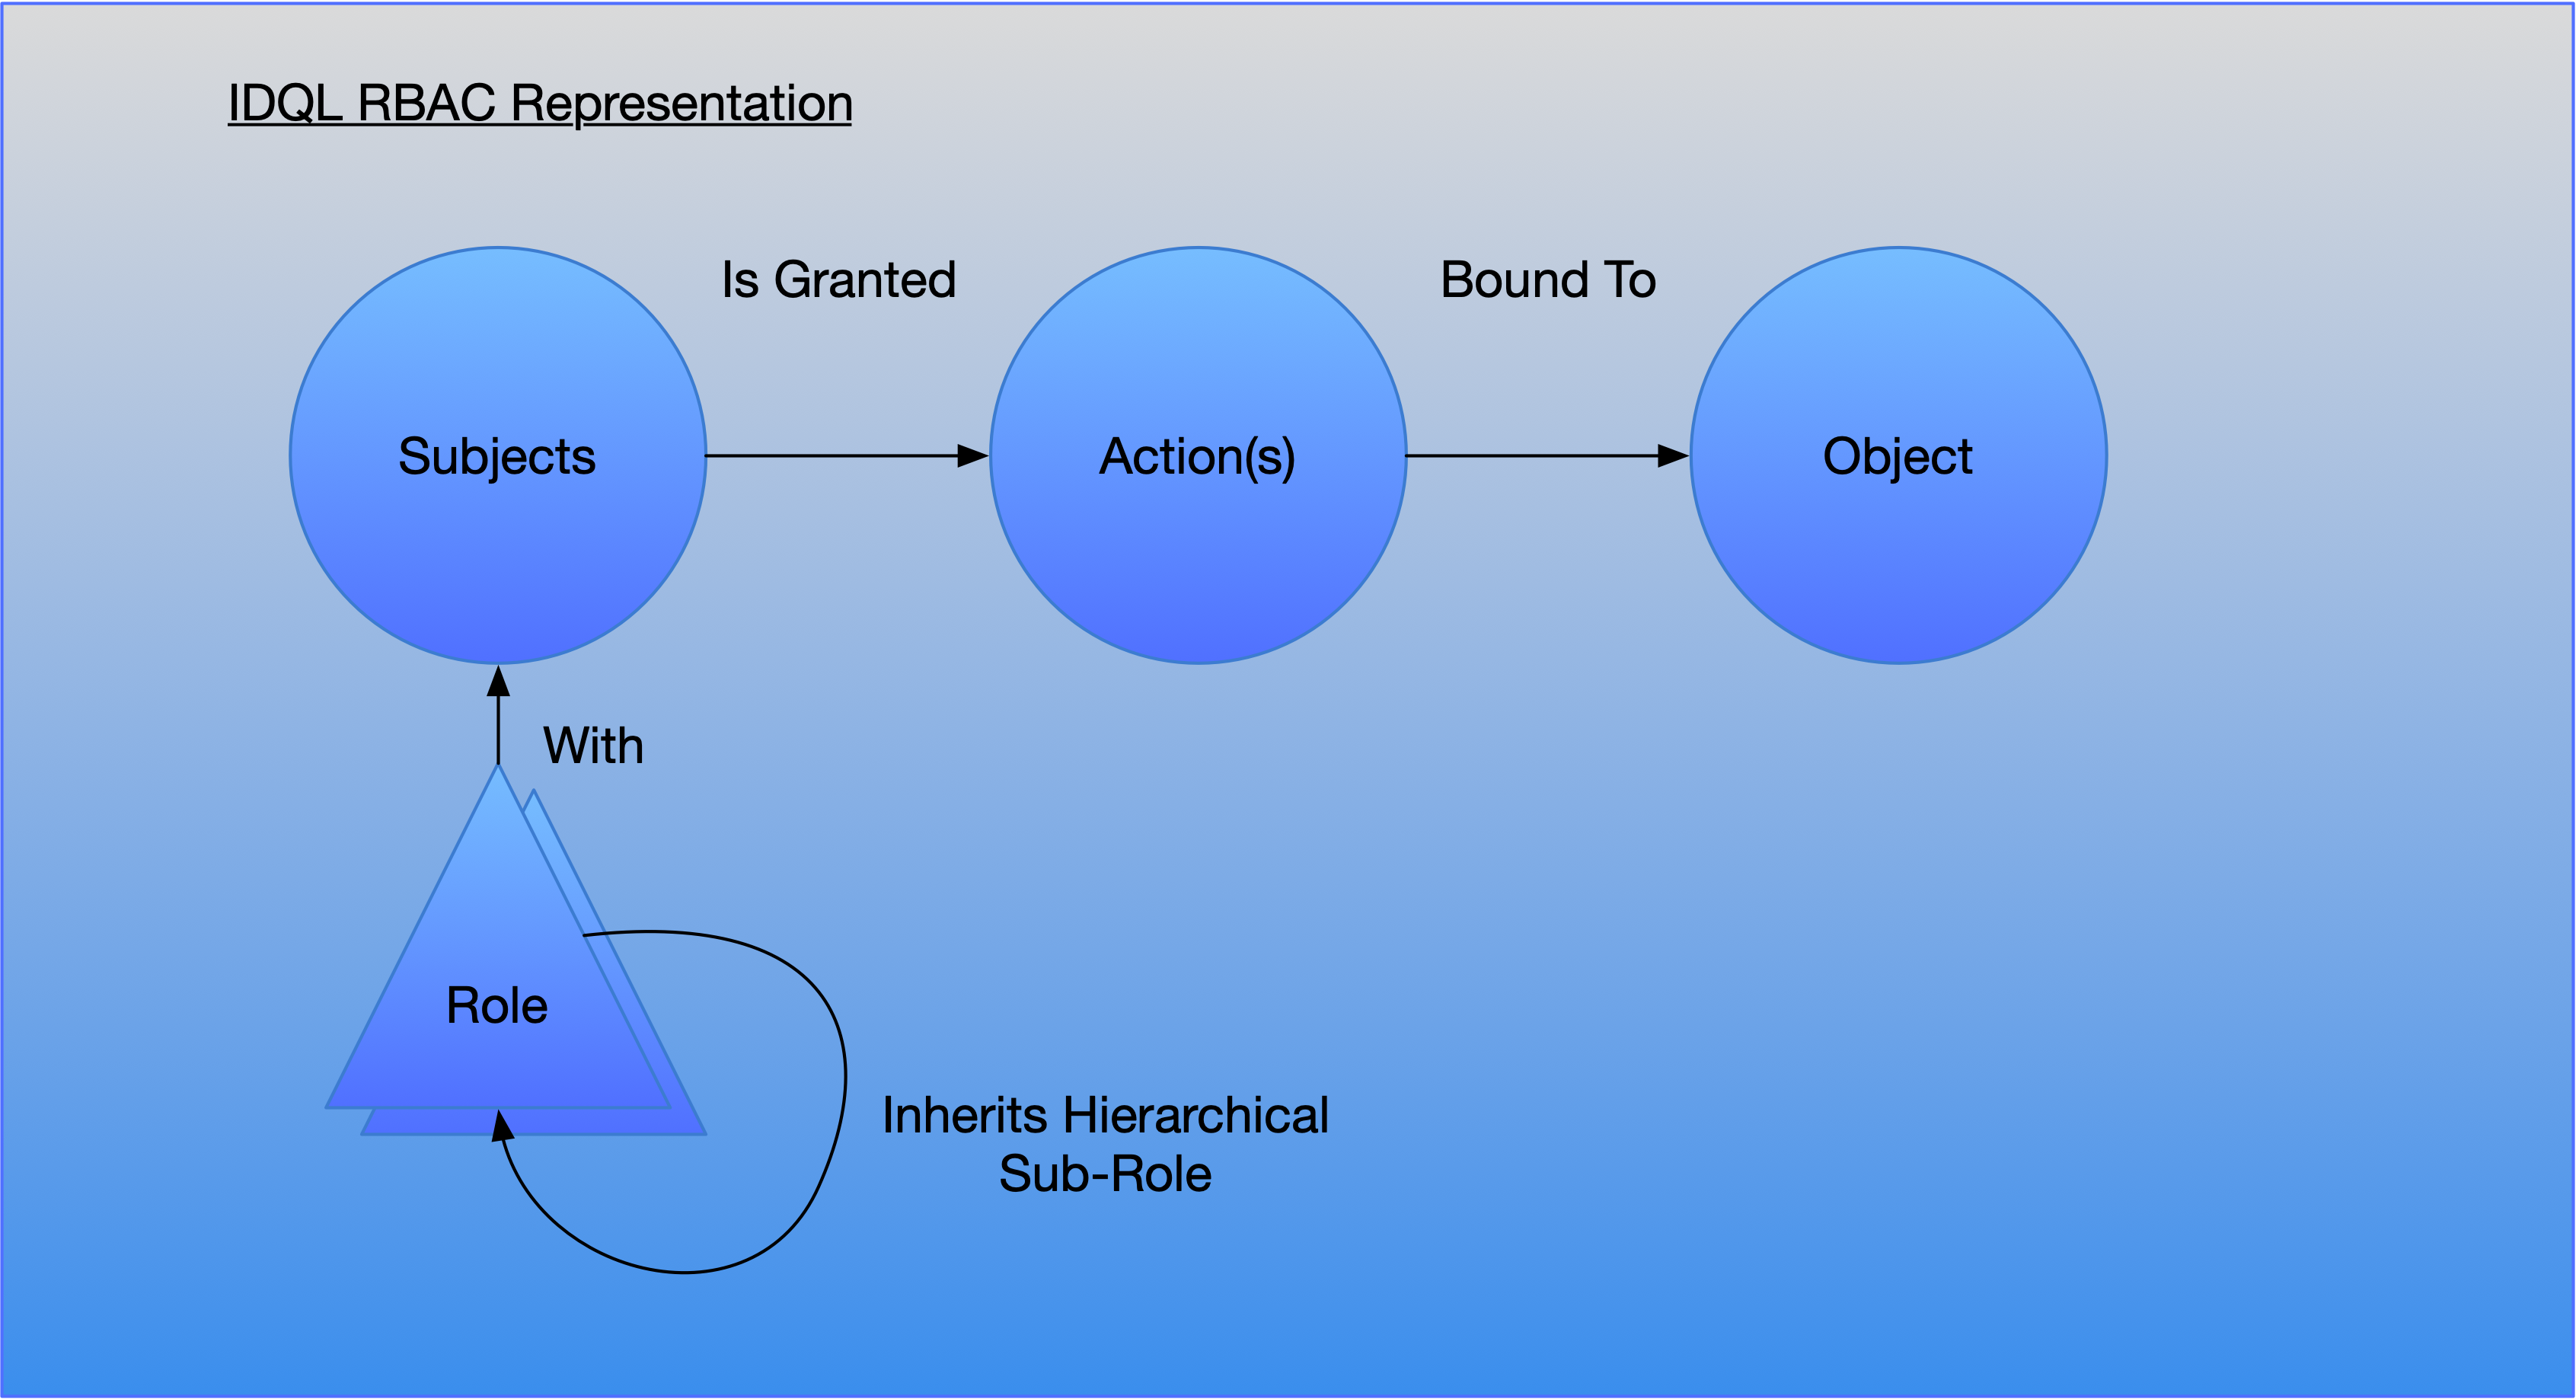 IDQL RBAC Representation
Is Granted
Bound To
Subjects
Action(s)
Object
With
Role
Inherits Hierarchical
Sub-Role